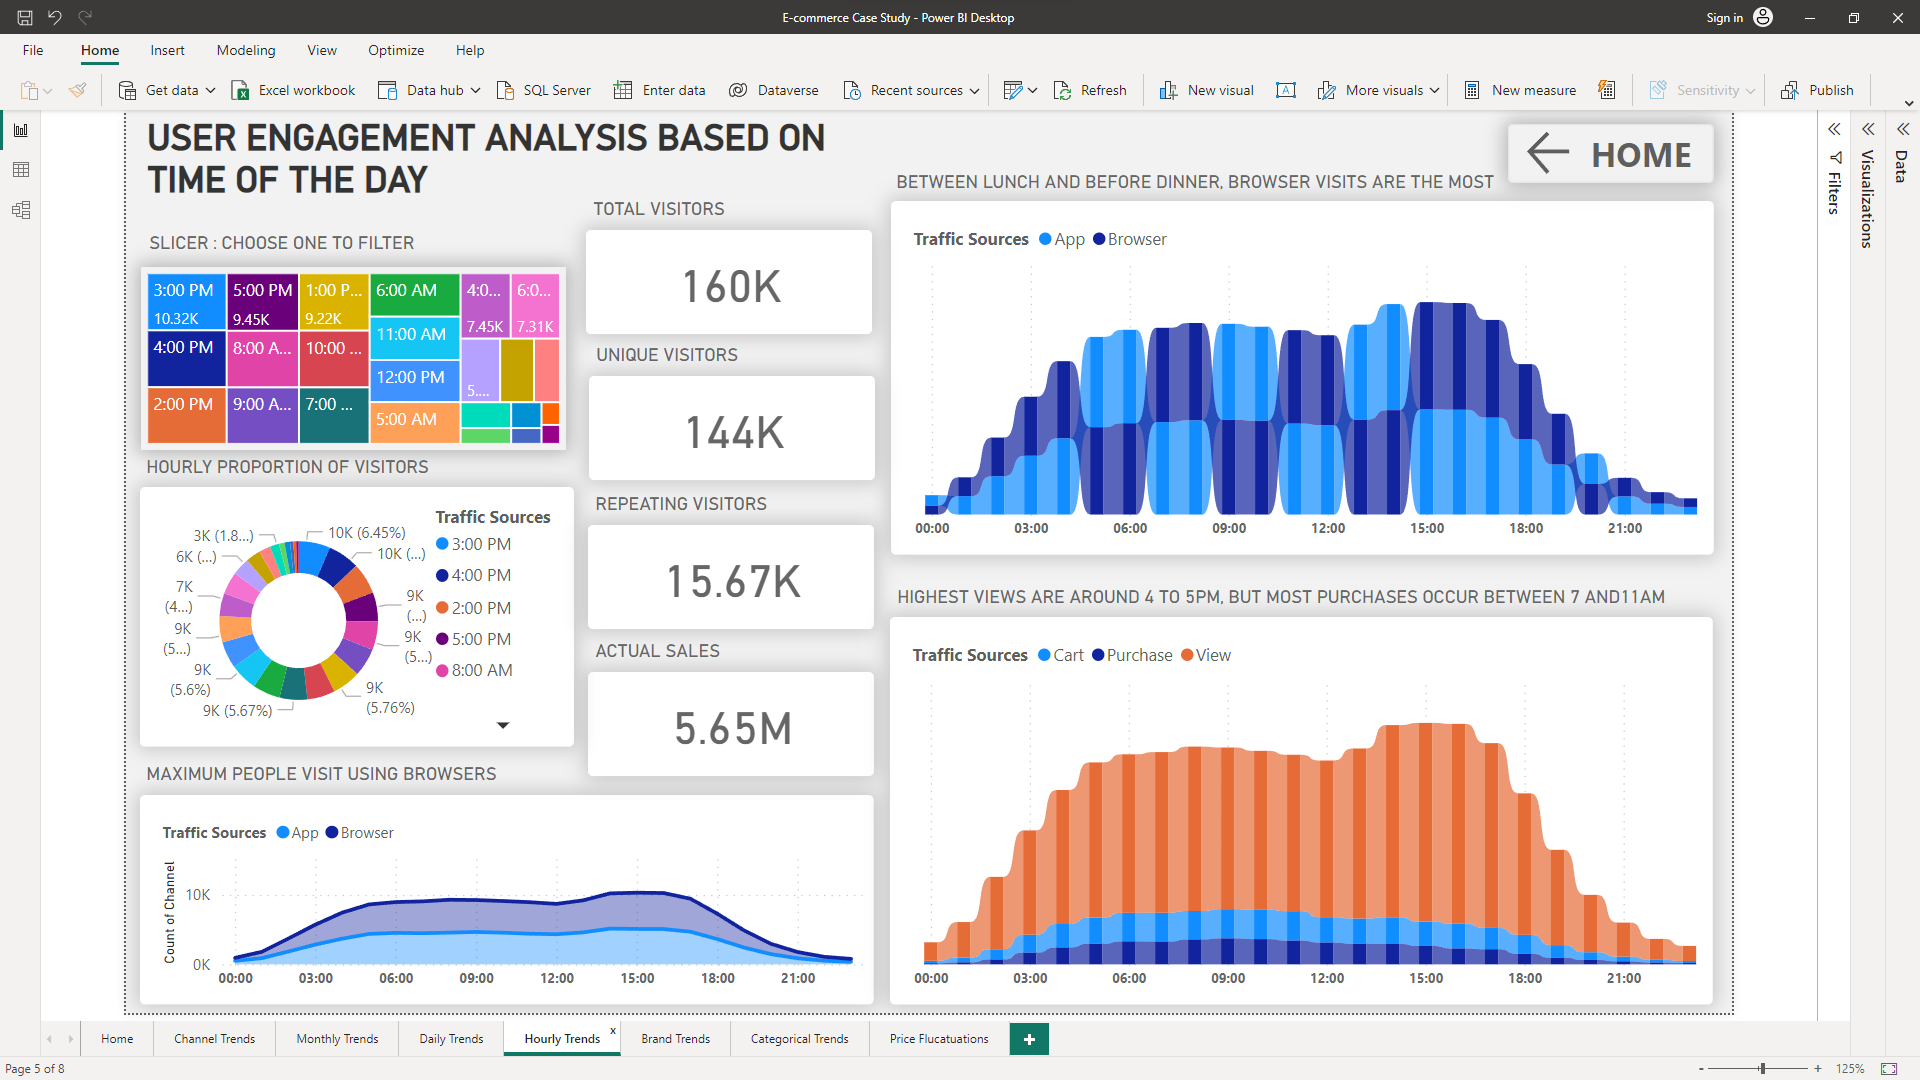 E-commerce Case Study - Power BI Desktop
Sign in
File
Home
Insert
Modeling
View
Optimize
Help
Get data
Excel workbook
Data hub
SQL Server
Enter data
Dataverse
Recent sources
Refresh
New visual
More visuals
New measure
Sensitivity
Publish
USER ENGAGEMENT ANALYSIS BASED ON
TIME OF THE DAY
HOME
SLICER : CHOOSE ONE TO FILTER
3:00 PM
10.32K
5:00 PM
9.45K
1:00 P...
9.22K
6:00 AM
4:0...
7.45K
6:0...
7.31K
4:00 PM
8:00 A...
10:00 ...
11:00 AM
12:00 PM
5....
2:00 PM
9:00 A...
7:00 ...
5:00 AM
HOURLY PROPORTION OF VISITORS
3K (1.8...)
6K (...)
7K
(4...)
9K
(5...)
9K
(5.6%)
9K (5.67%)
10K (6.45%)
10K (...)
9K
(...)
9K
(5...)
9K
(5.76%)
Traffic Sources
3:00 PM
4:00 PM
2:00 PM
5:00 PM
8:00 AM
TOTAL VISITORS
160K
UNIQUE VISITORS
144K
REPEATING VISITORS
15.67K
ACTUAL SALES
5.65M
MAXIMUM PEOPLE VISIT USING BROWSERS
Traffic Sources App Browser
Count of Channel
10K
0K
00:00 03:00 06:00 09:00 12:00 15:00 18:00 21:00
BETWEEN LUNCH AND BEFORE DINNER, BROWSER VISITS ARE THE MOST
Traffic Sources App Browser
00:00 03:00 06:00 09:00 12:00 15:00 18:00 21:00
HIGHEST VIEWS ARE AROUND 4 TO 5PM, BUT MOST PURCHASES OCCUR BETWEEN 7 AND11AM
Traffic Sources Cart Purchase View
00:00 03:00 06:00 09:00 12:00 15:00 18:00 21:00
Filters
Visualizations
Data
Home
Channel Trends
Monthly Trends
Daily Trends
Hourly Trends
x
Brand Trends
Categorical Trends
Price Flucatuations
+
Page 5 of 8
- + 125%